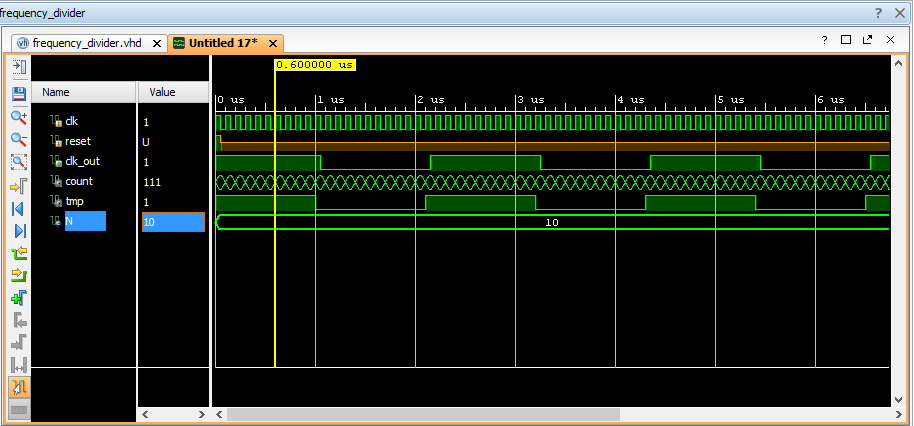 frequency_divider
?
frequency_divider.vhd
Untitled 17*
?
0.600000 us
Name
Value
0 us
1 us
2 us
3 us
4 us
5 us
6 us
clk
1
reset
U
clk_out
1
count
111
tmp
1
N
10
10